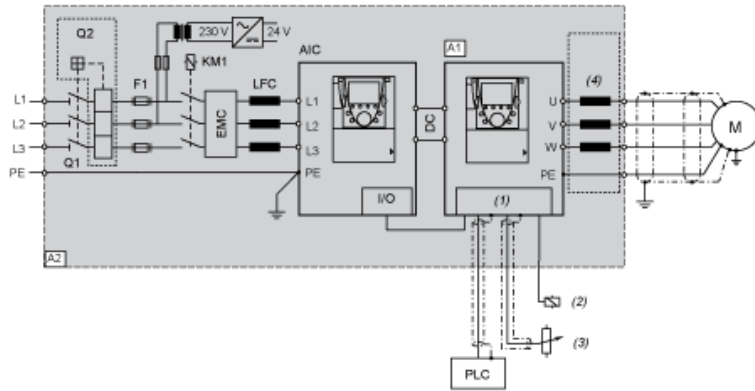 Q2
230 V
24 V
AIC
A1
KM1
F1
LFC
(4)
L1
L1
U
L2
EMC
L2
DC
V
M
L3
L3
W
Q1
PE
PE
PE
I/O
(1)
A2
(2)
(3)
PLC